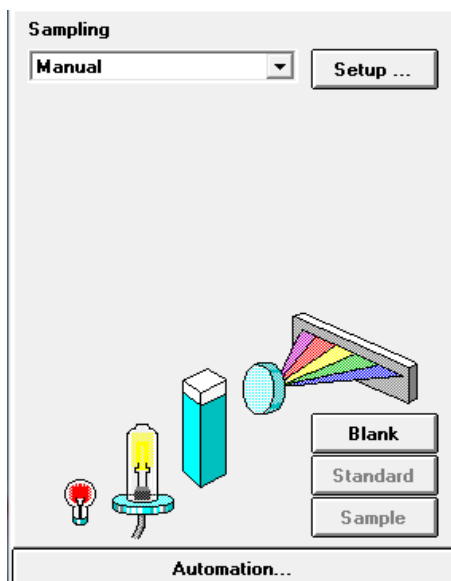 Sampling
Manual
Setup ...
Blank
Standard
Sample
Automation...